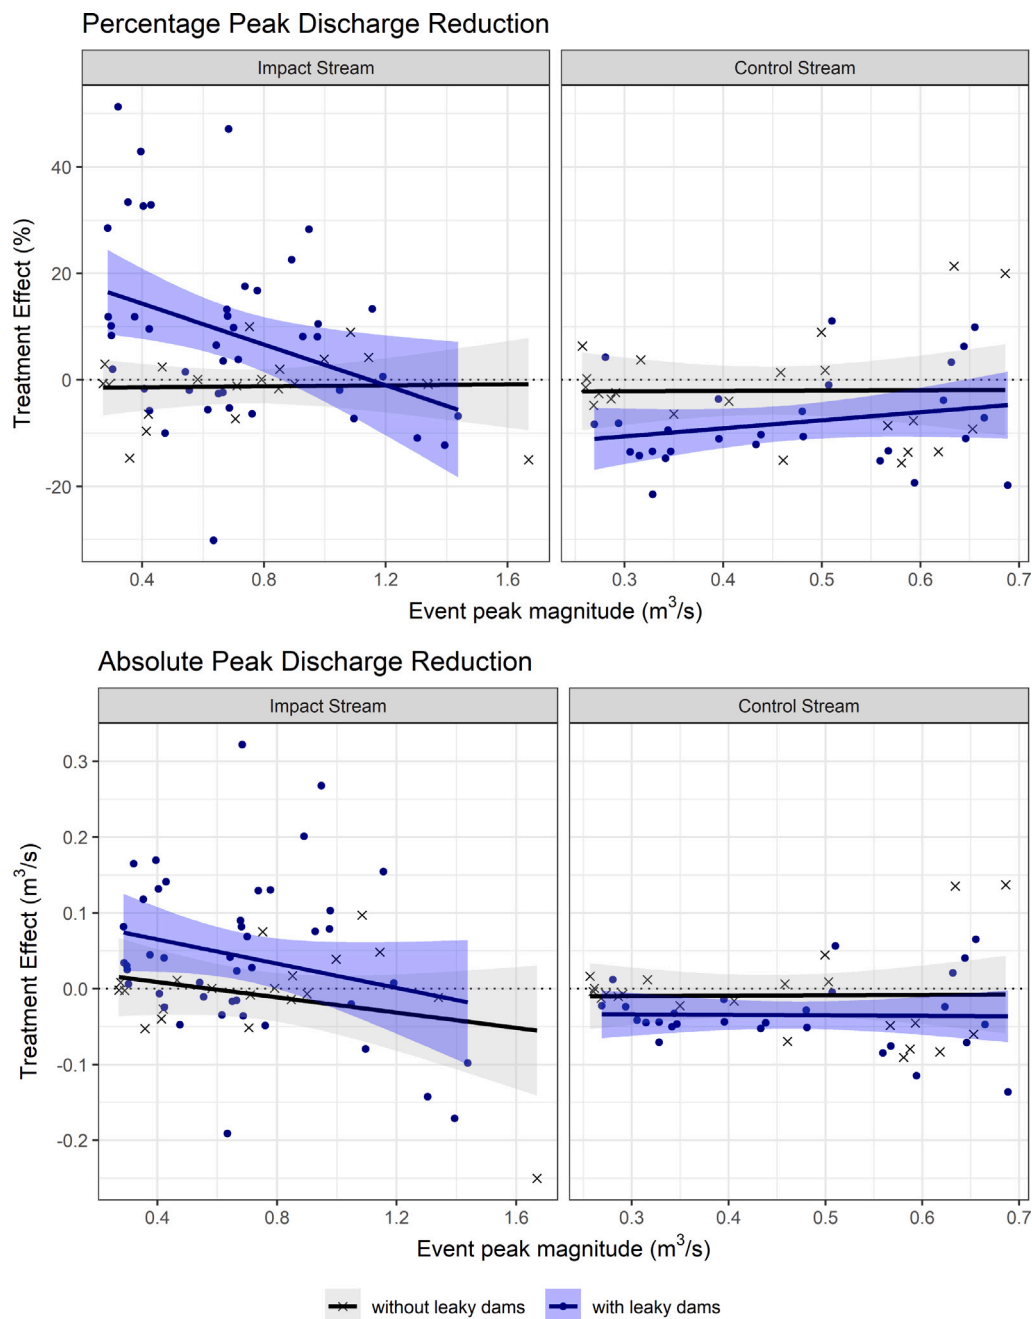 Percentage Peak Discharge Reduction
Impact Stream
Control Stream
Treatment Effect (%)
40
20
0
-20
0.4 0.8 1.2 1.6
0.3 0.4 0.5 0.6 0.7
Event peak magnitude (m³/s)
Absolute Peak Discharge Reduction
Impact Stream
Control Stream
Treatment Effect (m³/s)
0.3
0.2
0.1
0.0
-0.1
-0.2
0.4 0.8 1.2 1.6
0.3 0.4 0.5 0.6 0.7
Event peak magnitude (m³/s)
without leaky dams with leaky dams